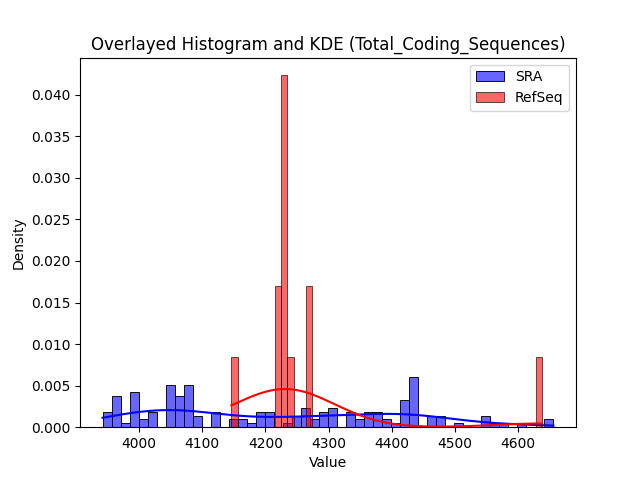 Overlayed Histogram and KDE (Total_Coding_Sequences)
SRA
RefSeq
0.040
0.035
0.030
0.025
0.020
0.015
0.010
0.005
0.000
Density
4000 4100 4200 4300 4400 4500 4600
Value